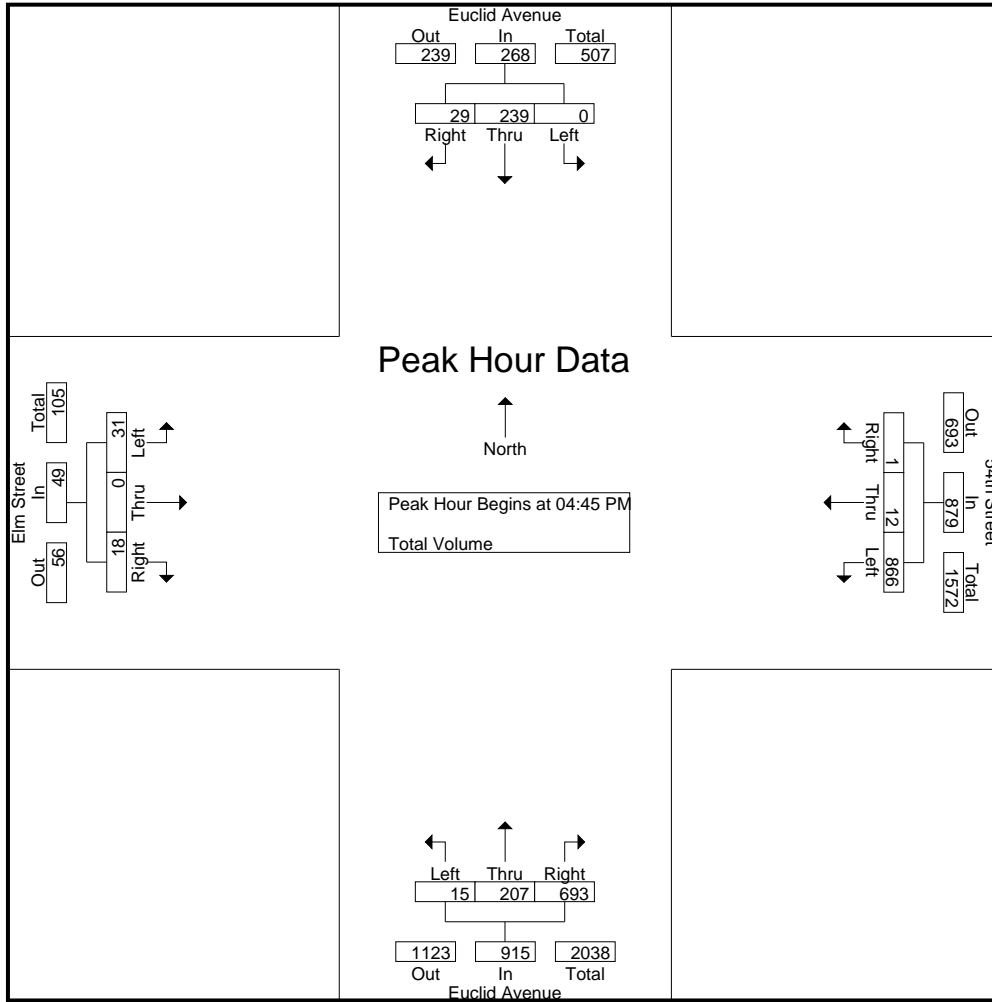 Euclid Avenue
Out In Total
239 268 507
29 239 0
Right Thru Left
Peak Hour Data
North
Peak Hour Begins at 04:45 PM
Total Volume
Elm Street
Total In Out
105 49 56
31 0 18
Left Thru Right
54th Street
Out In Total
693 879 1572
1 12 866
Right Thru Left
Left Thru Right
15 207 693
1123 915 2038
Out In Total
Euclid Avenue